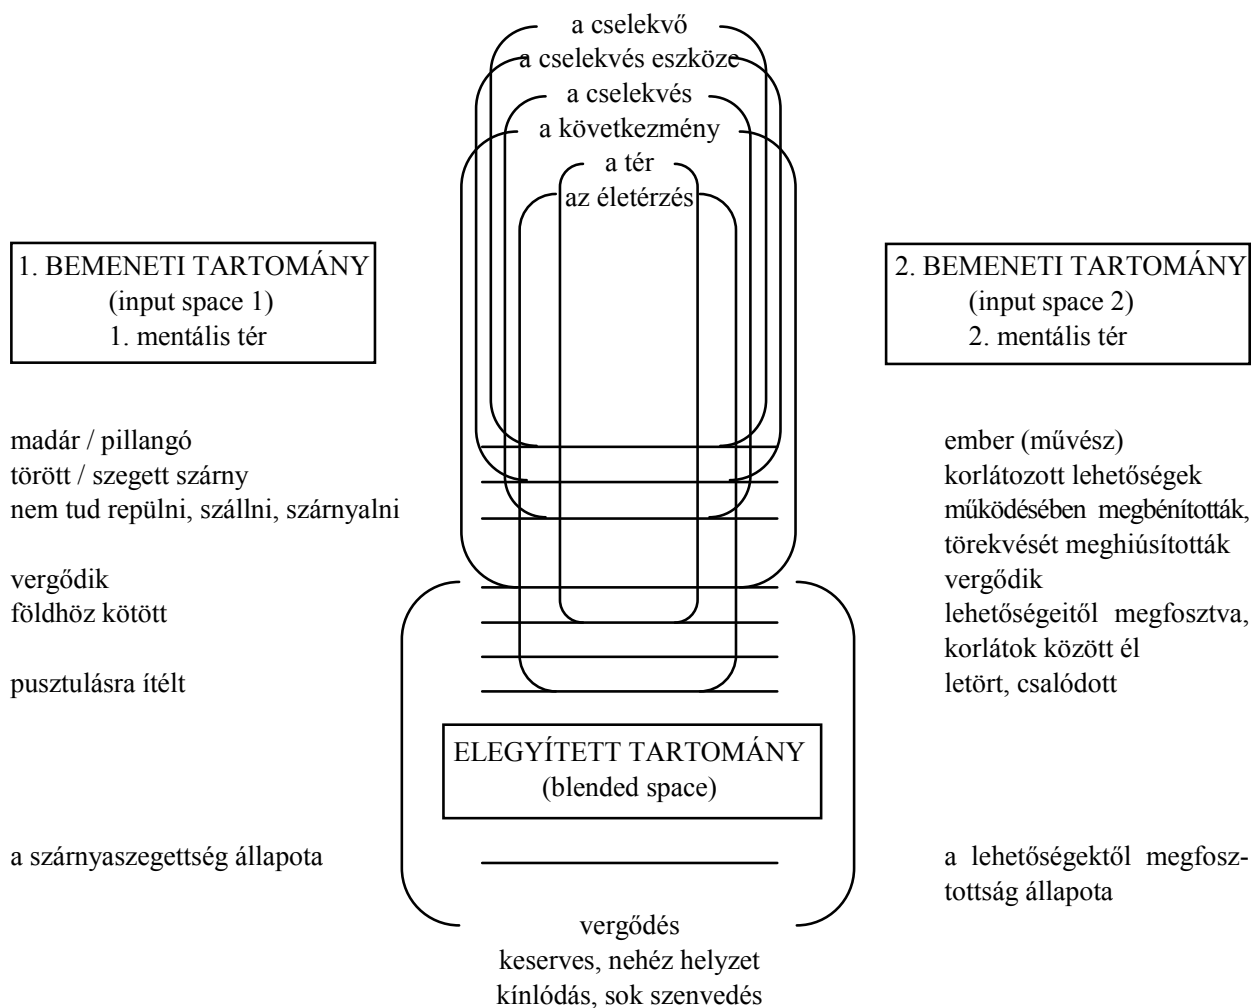 a cselekvő
a cselekvés eszköze
a cselekvés
a következmény
a tér
az életérzés
1. BEMENETI TARTOMÁNY
(input space 1)
1. mentális tér
2. BEMENETI TARTOMÁNY
(input space 2)
2. mentális tér
madár / pillangó
törött / szegett szárny
nem tud repülni, szállni, szárnyalni
vergődik
földhöz kötött
pusztulásra ítélt
ember (művész)
korlátozott lehetőségek
működésében megbénították,
törekvését meghiúsították
vergődik
lehetőségeitől megfosztva,
korlátok között él
letört, csalódott
ELEGYÍTETT TARTOMÁNY
(blended space)
a szárnyaszegettség állapota
a lehetőségektől megfosz-
tottság állapota
vergődés
keserves, nehéz helyzet
kínlódás, sok szenvedés